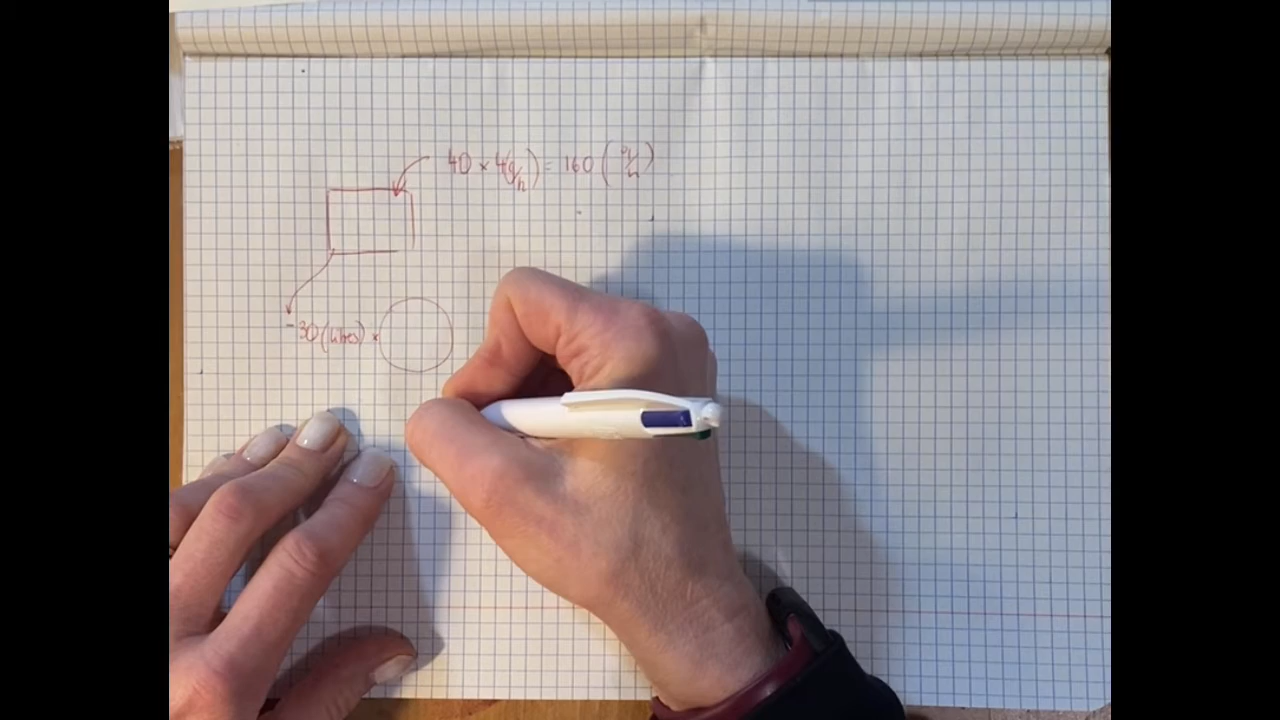 40 × 4(g/h) = 160 (g/h)
-30 (litres) ×